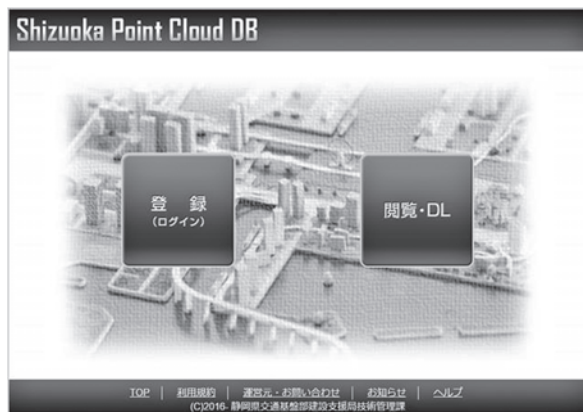 Shizuoka Point Cloud DB
登 録
(ログイン)
閲覧・DL
TOP | 利用規約 | 運営元・お問い合わせ | お知らせ | ヘルプ
(C)2016- 静岡県交通基盤部建設支援局技術管理課